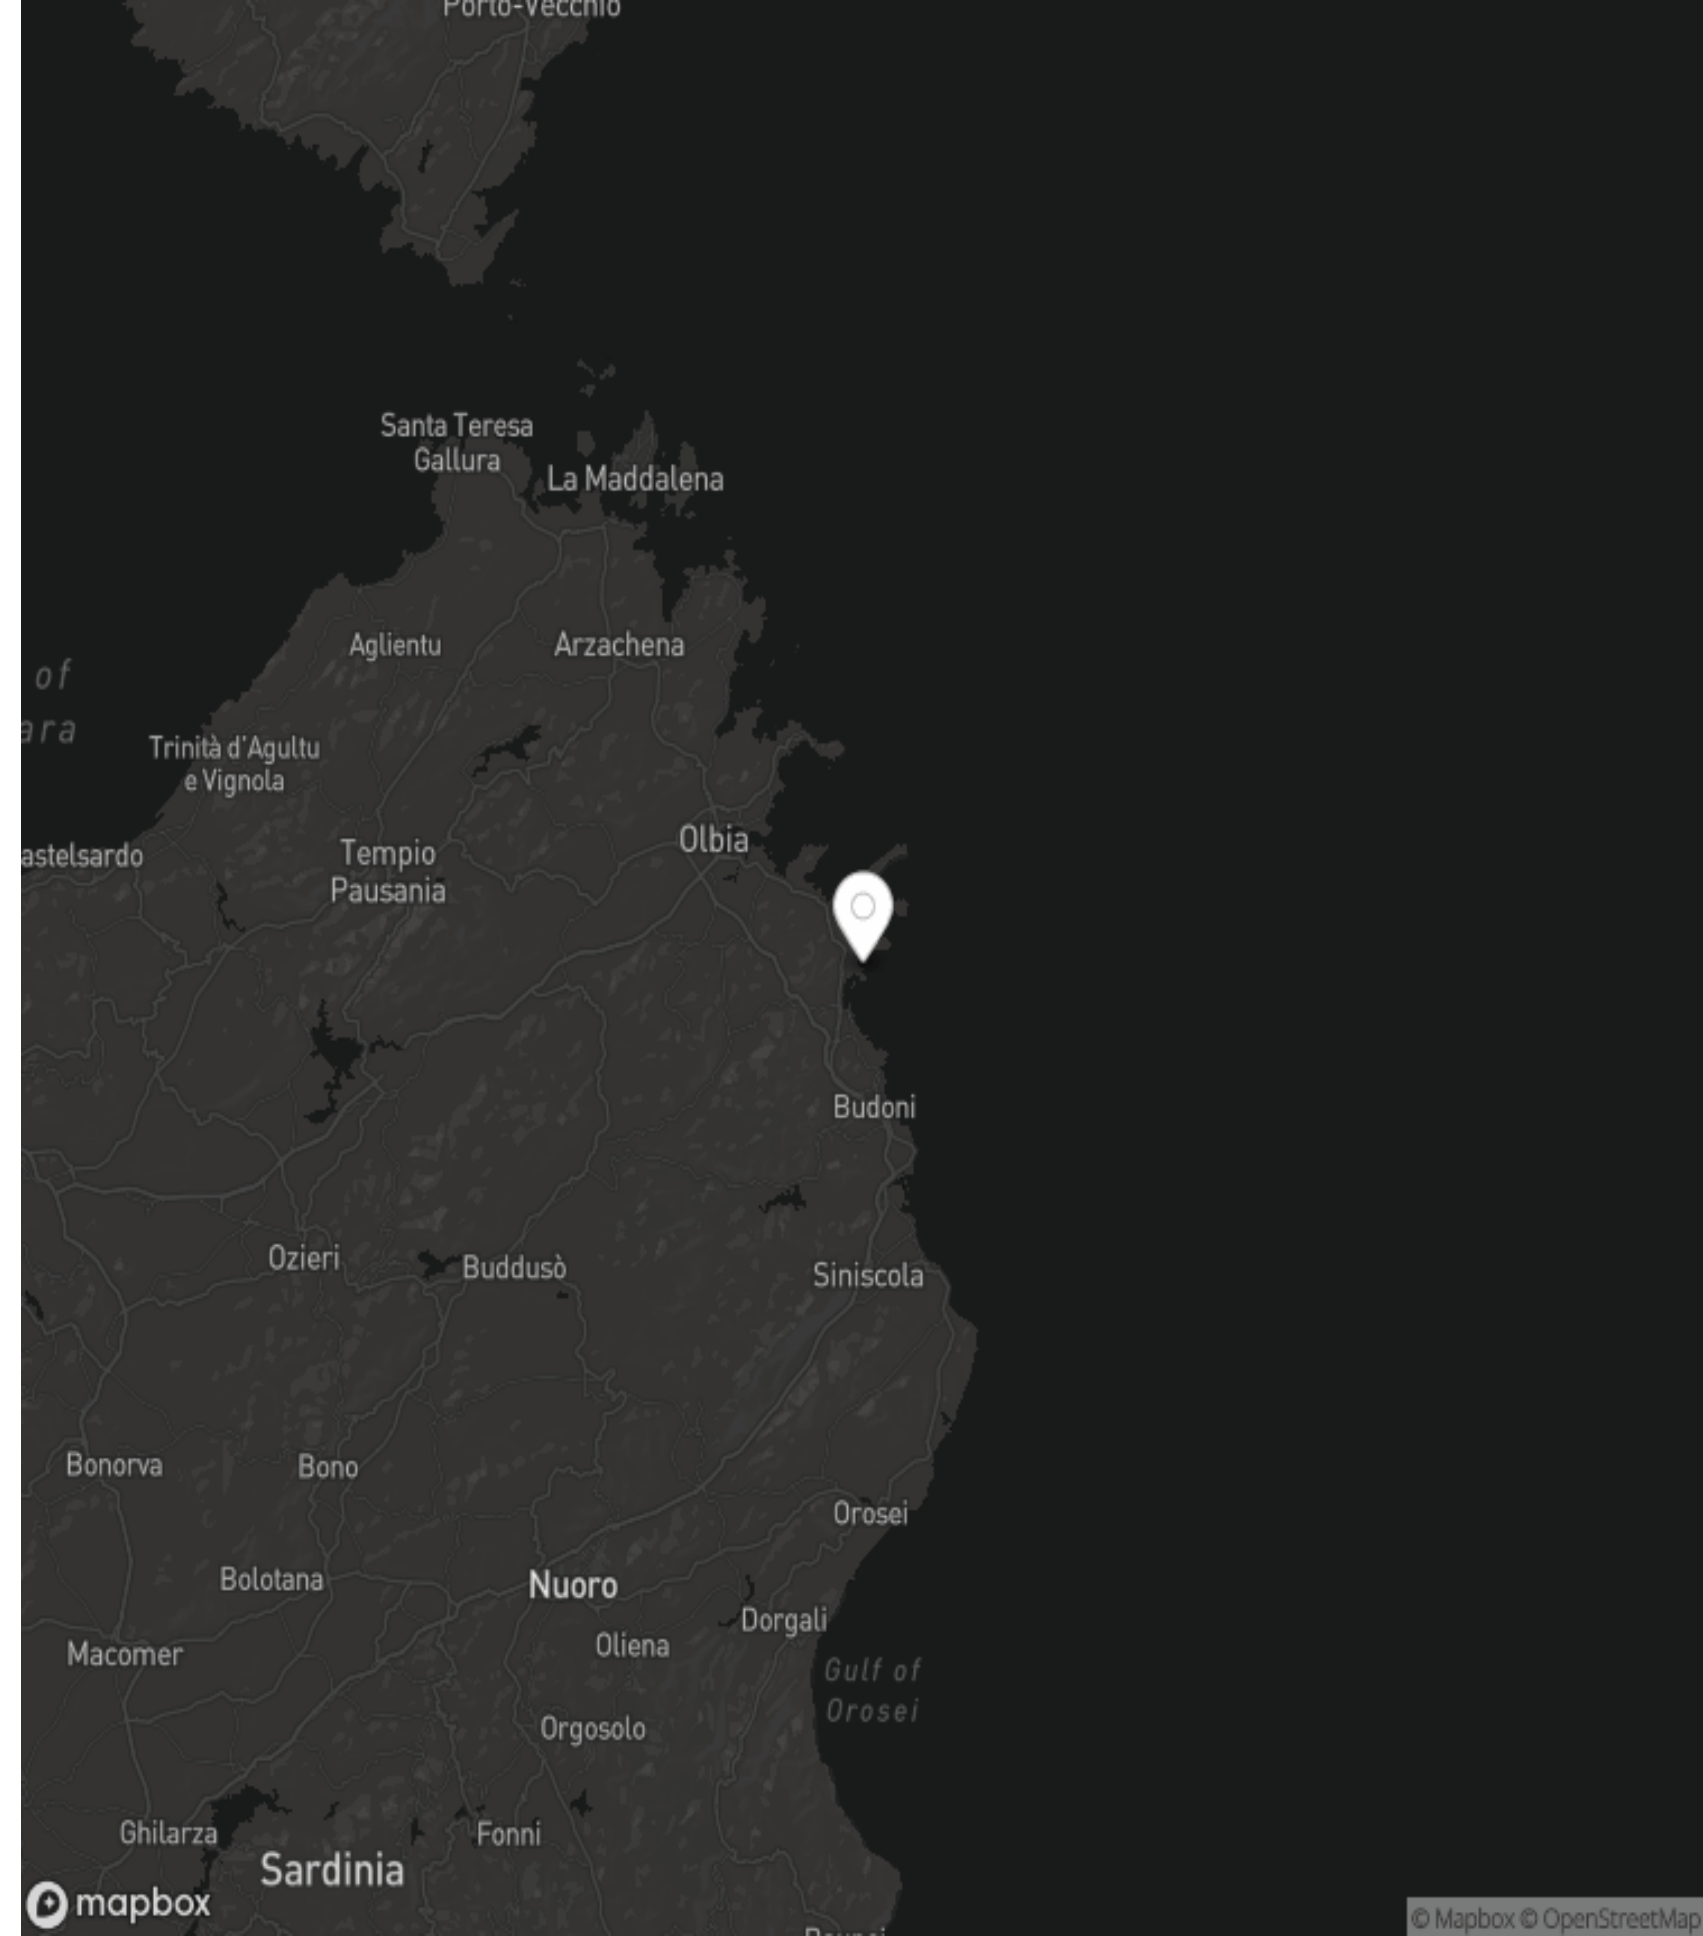 Porto-Vecchio
Santa Teresa
Gallura
La Maddalena
Aglientu
Arzachena
of
ara
Trinità d'Agultu
e Vignola
Olbia
astelsardo
Tempio
Pausania
Budoni
Ozieri
Buddusò
Siniscola
Bonorva
Bono
Orosei
Bolotana
Nuoro
Dorgali
Oliena
Macomer
Gulf of
Orosei
Orgosolo
Ghilarza
Fonni
Sardinia
mapbox
© Mapbox © OpenStreetMap